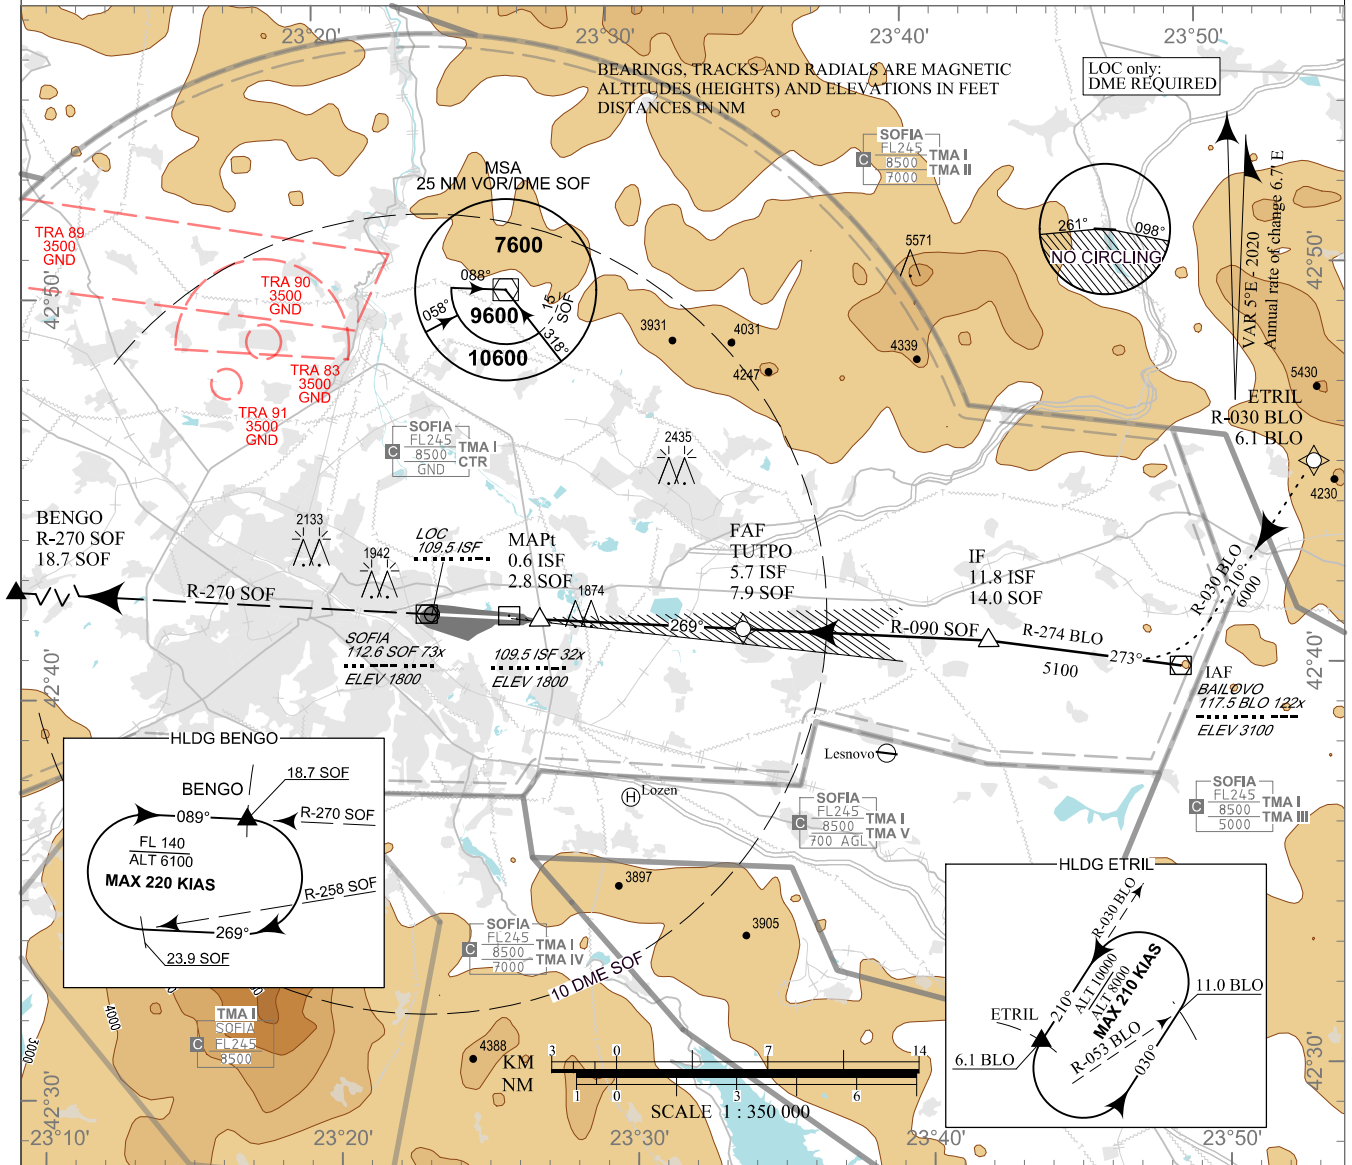 23°20'
23°30'
23°40'
23°50'
BEARINGS, TRACKS AND RADIALS ARE MAGNETIC
ALTITUDES (HEIGHTS) AND ELEVATIONS IN FEET
DISTANCES IN NM
LOC only:
DME REQUIRED
SOFIA
FL245
C 8500
7000
TMA I
TMA II
MSA
25 NM VOR/DME SOF
7600
088°
058°
9600
15 SOF
318°
10600
261°
098°
NO CIRCLING
VAR 5°E - 2020
Annual rate of change 6.7'E
TRA 89
3500
GND
TRA 90
3500
GND
TRA 83
3500
GND
TRA 91
3500
GND
42°50'
42°50'
5571
3931
4031
4247
4339
5430
ETRIL
R-030 BLO
6.1 BLO
4230
SOFIA
FL245
C 8500
GND
TMA I
CTR
2435
BENGO
R-270 SOF
18.7 SOF
2133
1942
LOC
109.5 ISF
MAPt
0.6 ISF
2.8 SOF
1874
FAF
TUTPO
5.7 ISF
7.9 SOF
IF
11.8 ISF
14.0 SOF
R-030 BLO
210°
6000
R-270 SOF
269°
R-090 SOF
R-274 BLO
273°
5100
SOFIA
112.6 SOF 73x
ELEV 1800
109.5 ISF 32x
ELEV 1800
IAF
BAILOVO
117.5 BLO 122x
ELEV 3100
42°40'
42°40'
HLDG BENGO
BENGO
18.7 SOF
089°
R-270 SOF
FL 140
ALT 6100
MAX 220 KIAS
R-258 SOF
269°
23.9 SOF
Lesnovo
H Lozen
SOFIA
FL245
C 8500
700 AGL
TMA I
TMA V
SOFIA
FL245
C 8500
5000
TMA I
TMA III
3897
3905
SOFIA
FL245
C 8500
7000
TMA I
TMA IV
10 DME SOF
HLDG ETRIL
R-030 BLO
210°
ALT 10000
ALT 8000
MAX 210 KIAS
R-053 BLO
030°
11.0 BLO
ETRIL
6.1 BLO
4000
3000
TMA I
SOFIA
C FL245
8500
4388
KM
3 0 7 14
NM
1 0 3 6
SCALE 1 : 350 000
42°30'
42°30'
23°10'
23°20'
23°30'
23°40'
23°50'